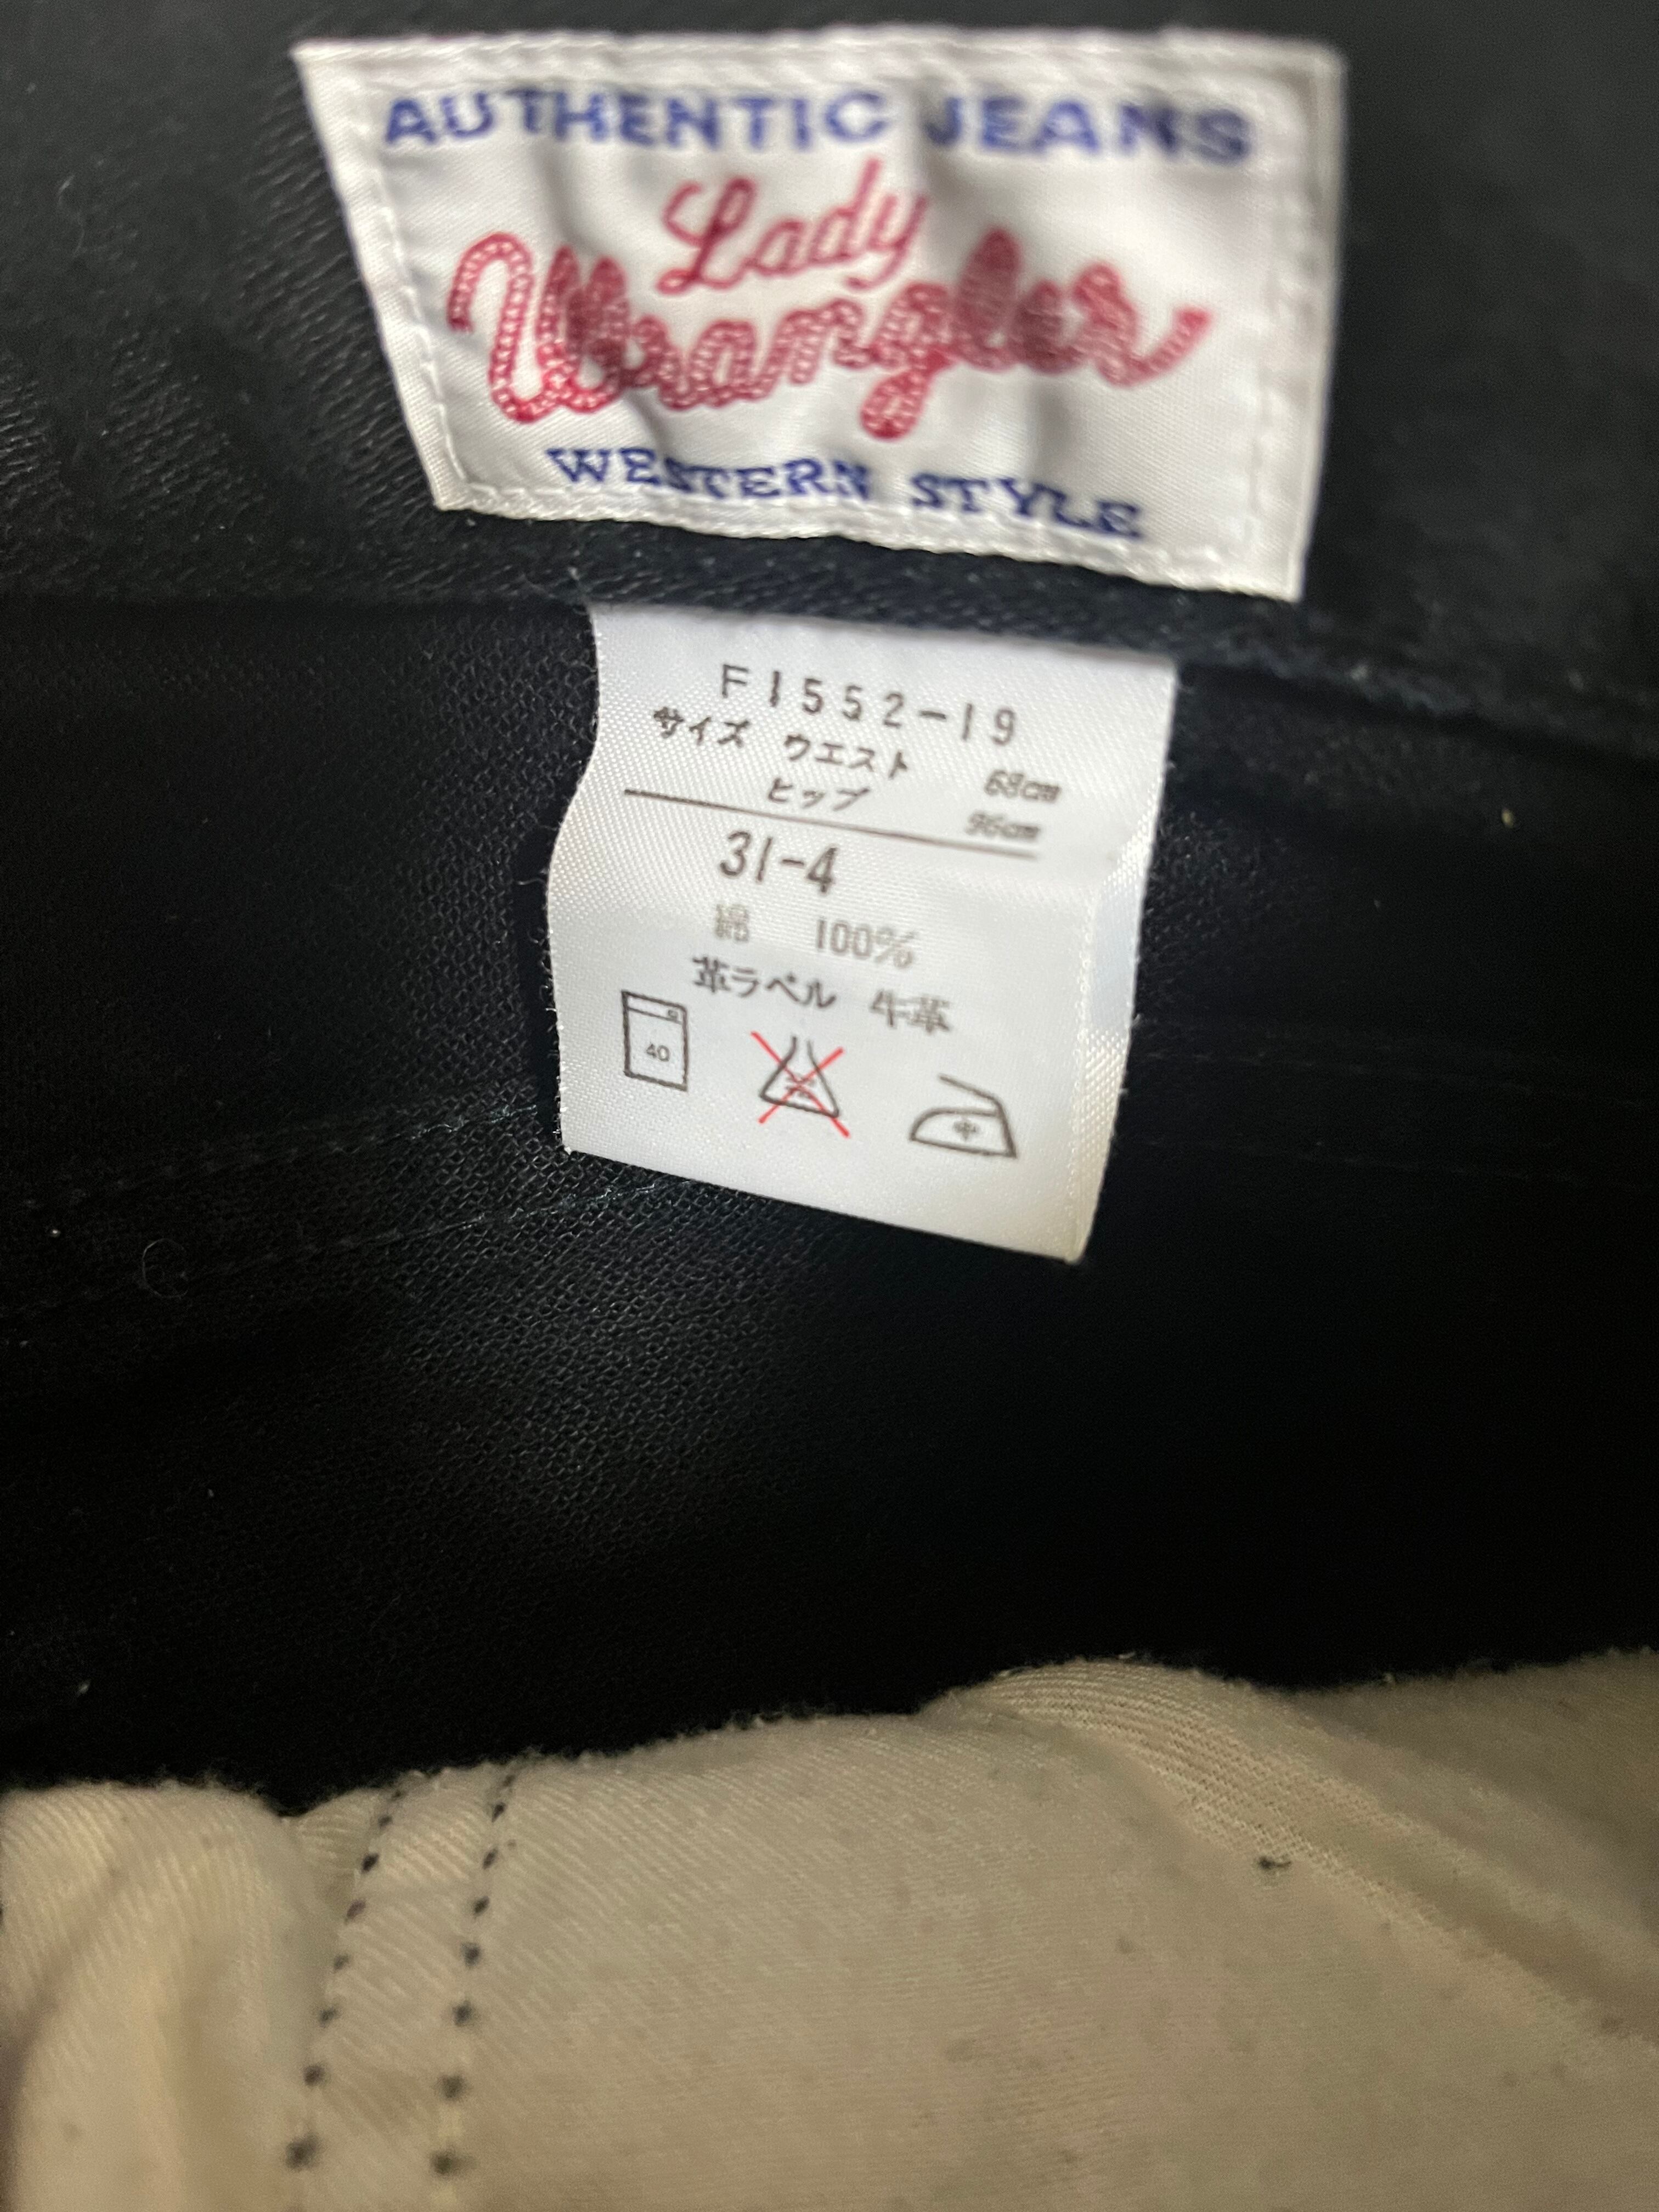 AUTHENTIC JEANS
Lady
Wrangler
WESTERN STYLE
F1552-19
サイズ ウエスト 68cm
ヒップ 96cm
31-4
綿 100%
革ラベル 牛革
40
中